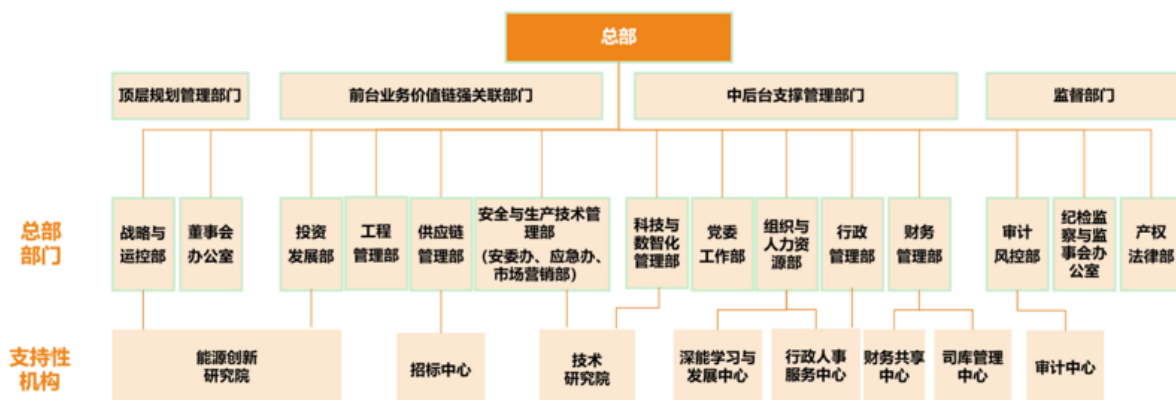 总部
顶层规划管理部门
前台业务价值链强关联部门
中后台支撑管理部门
监督部门
总部
部门
战略与
运控部
董事会
办公室
投资
发展部
工程
管理部
供应链
管理部
安全与生产技术管
理部
（安委办、应急办、
市场营销部）
科技与
数智化
管理部
党委
工作部
组织与
人力资
源部
行政
管理部
财务
管理部
审计
风控部
纪检监
察与监
事会办
公室
产权
法律部
支持性
机构
能源创新
研究院
招标中心
技术
研究院
深能学习与
发展中心
行政人事
服务中心
财务共享
中心
司库管理
中心
审计中心